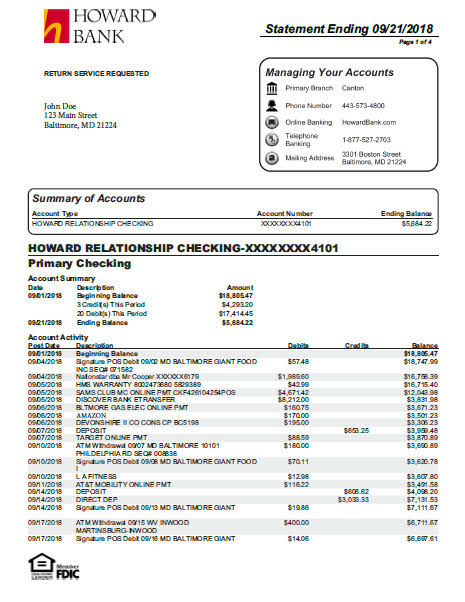 HOWARD
BANK
Statement Ending 09/21/2018
Page 1 of 4
RETURN SERVICE REQUESTED
John Doe
123 Main Street
Baltimore, MD 21224
Managing Your Accounts
Primary Branch Canton
Phone Number 443-573-4800
Online Banking HowardBank.com
Telephone Banking 1-877-527-2703
Mailing Address 3301 Boston Street
Baltimore, MD 21224
Summary of Accounts
Account Type Account Number Ending Balance
HOWARD RELATIONSHIP CHECKING XXXXXXXX4101 $5,684.22
HOWARD RELATIONSHIP CHECKING-XXXXXXXX4101
Primary Checking
Account Summary
Date Description Amount
09/01/2018 Beginning Balance $18,805.47
3 Credit(s) This Period $4,293.20
20 Debit(s) This Period $17,414.45
09/21/2018 Ending Balance $5,684.22
Account Activity
Post Date Description Debits Credits Balance
09/01/2018 Beginning Balance $18,805.47
09/04/2018 Signature POS Debit 09/02 MD BALTIMORE GIANT FOOD $57.48 $18,747.99
INC SEQ# 071582
09/04/2018 Nationstar dba Mr Cooper XXXXXX6179 $1,989.60 $16,758.39
09/05/2018 HMS WARRANTY 8002473680 5829389 $42.99 $16,715.40
09/05/2018 SAMS CLUB MC ONLINE PMT CKF426104254POS $4,671.42 $12,043.98
09/05/2018 DISCOVER BANK ETRANSFER $8,212.00 $3,831.98
09/06/2018 BLTMORE GAS ELEC ONLINE PMT $160.75 $3,671.23
09/06/2018 AMAZON $170.00 $3,501.23
09/06/2018 DEVONSHIRE II CO CONS CP BC5198 $195.00 $3,306.23
09/07/2018 DEPOSIT $653.25 $3,959.48
09/07/2018 TARGET ONLINE PMT $88.59 $3,870.89
09/10/2018 ATM Withdrawal 09/07 MD BALTIMORE 10101 $180.00 $3,690.89
PHILDELPHIA RD SEQ# 008838
09/10/2018 Signature POS Debit 09/08 MD BALTIMORE GIANT FOOD $70.11 $3,620.78
I
09/10/2018 L A FITNESS $12.98 $3,607.80
09/11/2018 AT&T MOBILITY ONLINE PMT $116.22 $3,491.58
09/14/2018 DEPOSIT $606.62 $4,098.20
09/14/2018 DIRECT DEP $3,033.33 $7,131.53
09/14/2018 Signature POS Debit 09/13 MD BALTIMORE GIANT $19.86 $7,111.67
09/17/2018 ATM Withdrawal 09/15 WV INWOOD $400.00 $6,711.67
MARTINSBURG-INWOOD
09/17/2018 Signature POS Debit 09/16 MD BALTIMORE GIANT $14.06 $6,697.61
Member
FDIC